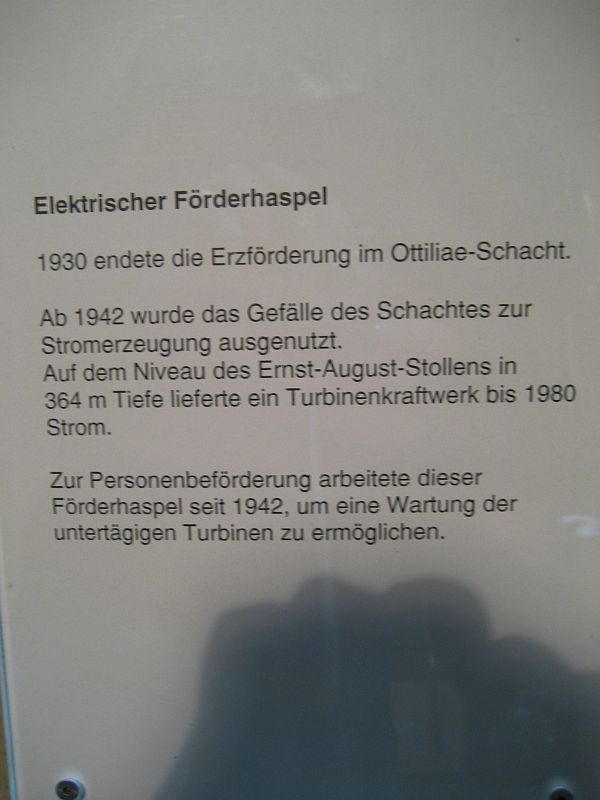 Elektrischer Förderhaspel
1930 endete die Erzförderung im Ottiliae-Schacht.
Ab 1942 wurde das Gefälle des Schachtes zur
Stromerzeugung ausgenutzt.
Auf dem Niveau des Ernst-August-Stollens in
364 m Tiefe lieferte ein Turbinenkraftwerk bis 1980
Strom.
Zur Personenbeförderung arbeitete dieser
Förderhaspel seit 1942, um eine Wartung der
untertägigen Turbinen zu ermöglichen.